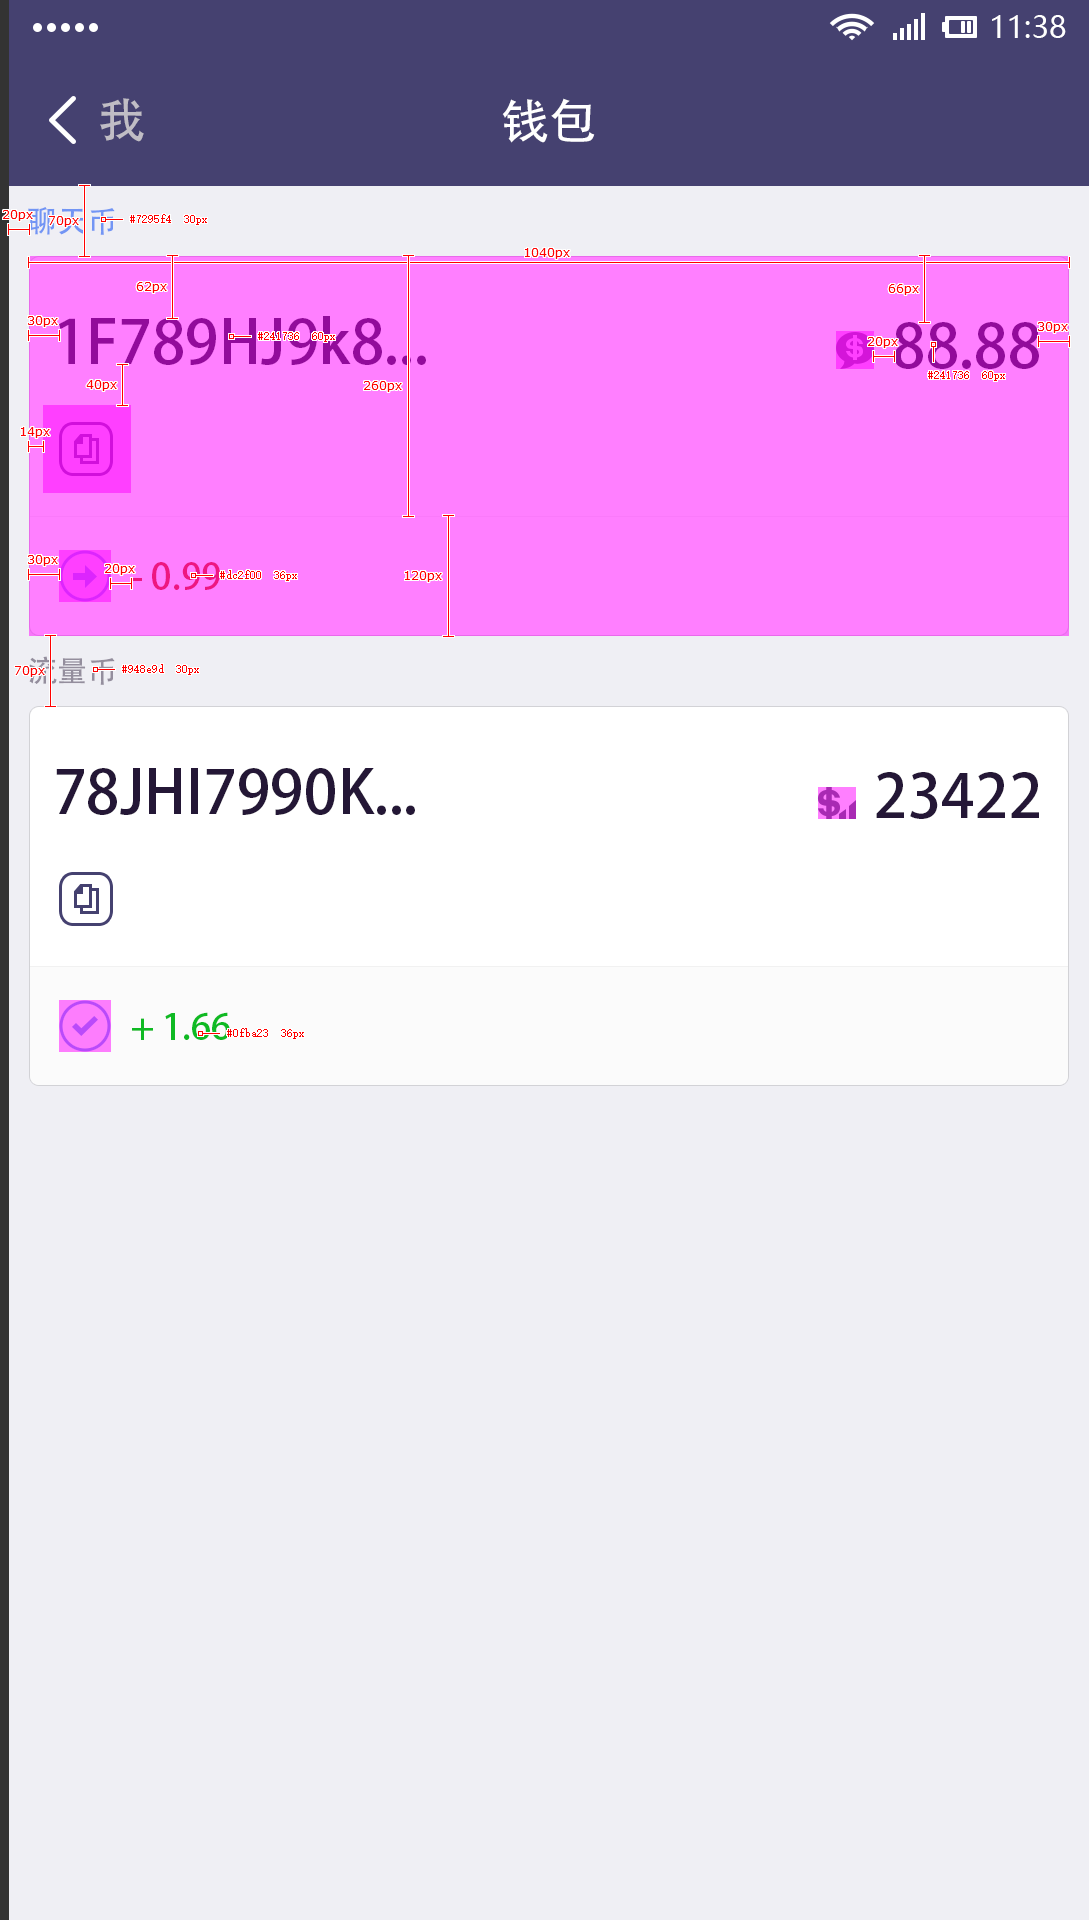 11:38
我
钱包
20px
聊天币
70px
#7295f4 30px
1040px
62px
66px
30px
1F789HJ9k8...
#241736 60px
20px
88.88
30px
#241736 60px
40px
260px
14px
30px
20px
- 0.99
#dc2f00 36px
120px
70px
流量币
#948e9d 30px
78JHI7990K...
23422
+ 1.66
#0fba23 36px